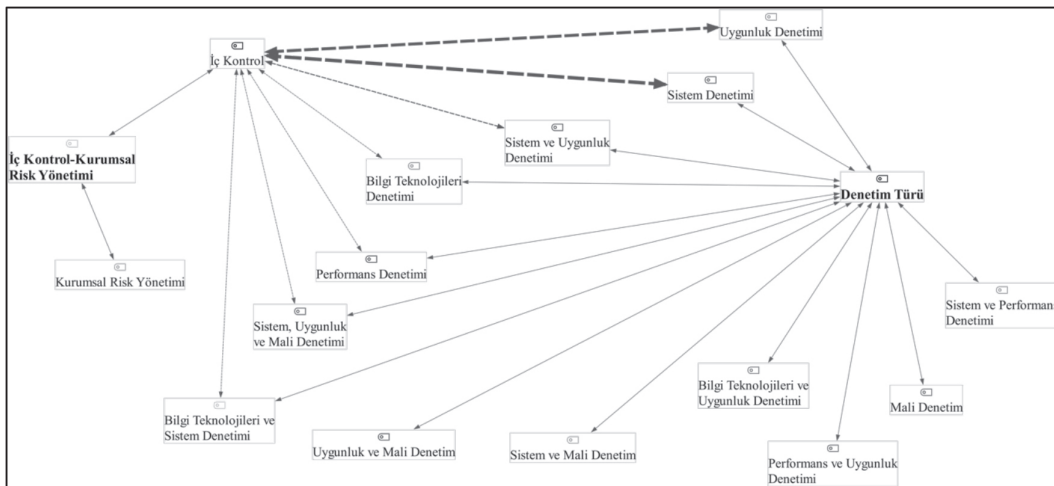 Uygunluk Denetimi
İç Kontrol
Sistem Denetimi
Sistem ve Uygunluk
Denetimi
İç Kontrol-Kurumsal
Risk Yönetimi
Bilgi Teknolojileri
Denetimi
Denetim Türü
Kurumsal Risk Yönetimi
Performans Denetimi
Sistem ve Performan
Denetimi
Sistem, Uygunluk
ve Mali Denetimi
Bilgi Teknolojileri ve
Uygunluk Denetimi
Mali Denetim
Bilgi Teknolojileri ve
Sistem Denetimi
Uygunluk ve Mali Denetim
Sistem ve Mali Denetim
Performans ve Uygunluk
Denetimi